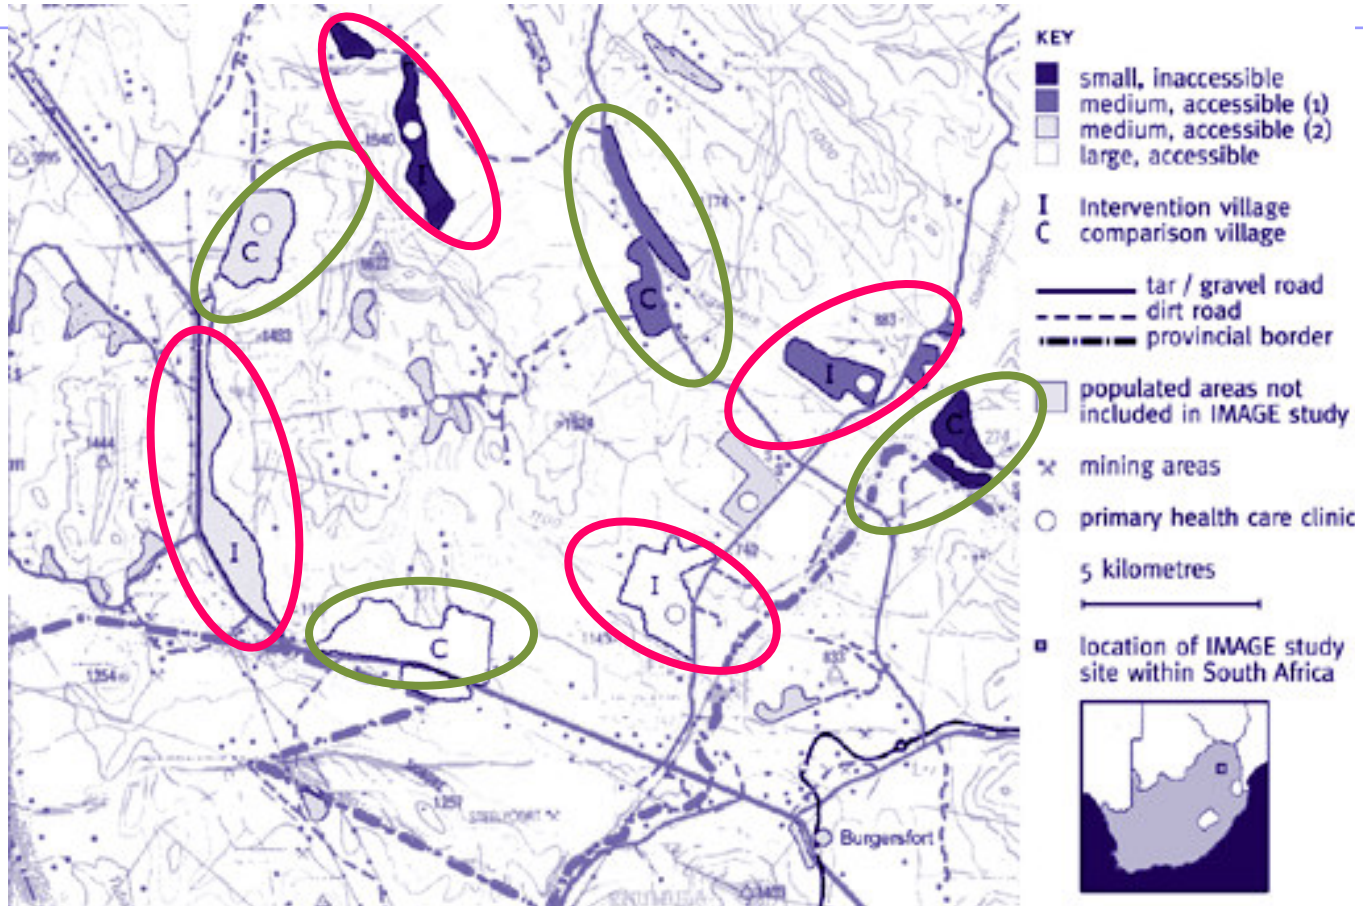 KEY
small, inaccessible
medium, accessible (1)
medium, accessible (2)
large, accessible
I Intervention village
C comparison village
tar / gravel road
dirt road
provincial border
populated areas not
included in IMAGE study
mining areas
primary health care clinic
5 kilometres
location of IMAGE study
site within South Africa
I
C
C
I
C
I
I
C
C
Burgersfort
1444
1354